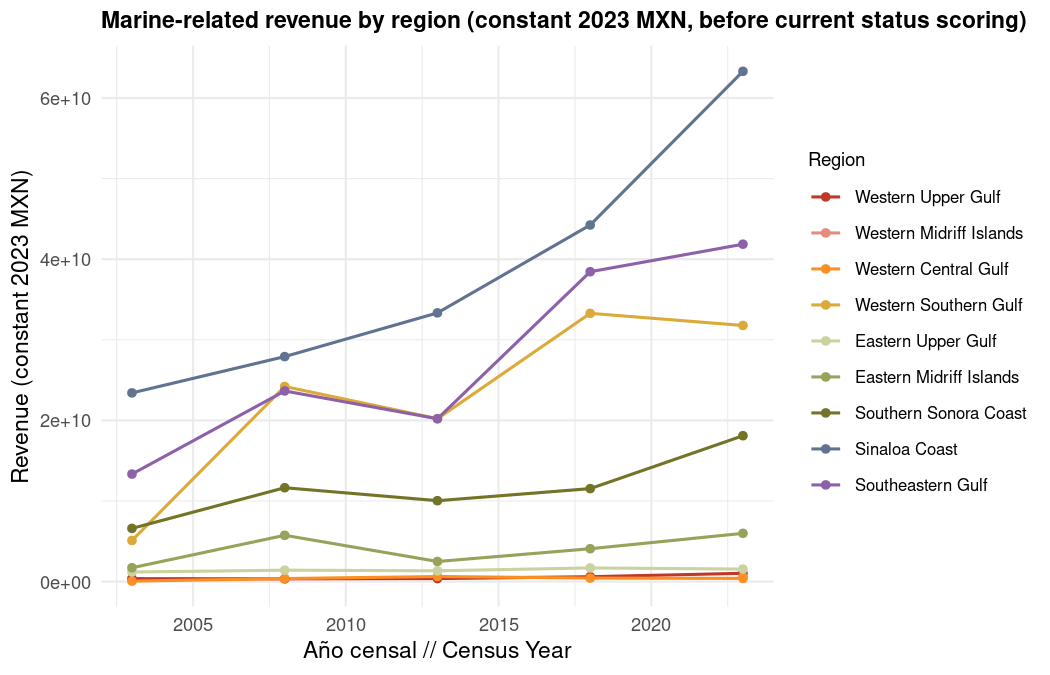 Marine-related revenue by region (constant 2023 MXN, before current status scoring)
Revenue (constant 2023 MXN)
6e+10
4e+10
2e+10
0e+00
2005
2010
2015
2020
Año censal // Census Year
Region
Western Upper Gulf
Western Midriff Islands
Western Central Gulf
Western Southern Gulf
Eastern Upper Gulf
Eastern Midriff Islands
Southern Sonora Coast
Sinaloa Coast
Southeastern Gulf